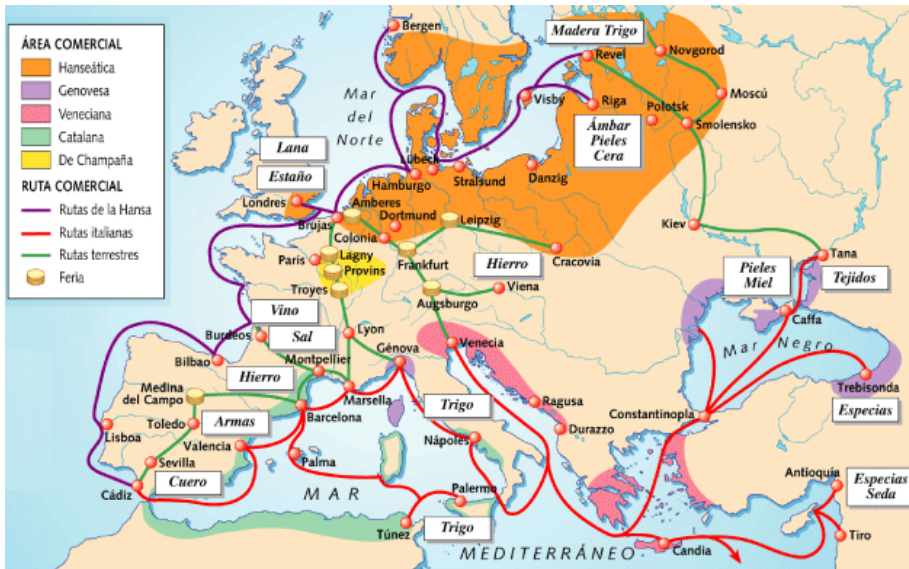 ÁREA COMERCIAL
Hanseática
Genovesa
Veneciana
Catalana
De Champaña
RUTA COMERCIAL
Rutas de la Hansa
Rutas italianas
Rutas terrestres
Feria
Bergen
Madera Trigo
Novgorod
Revel
Mar
del
Norte
Visby
Riga
Polotsk
Moscú
Smolensko
Ámbar
Pieles
Cera
Lana
Estaño
Lübeck
Hamburgo
Stralsund
Danzig
Londres
Amberes
Dortmund
Leipzig
Brujas
Colonia
Kiev
Tana
París
Lagny
Provins
Frankfurt
Hierro
Cracovia
Troyes
Augsburgo
Viena
Pieles
Miel
Tejidos
Vino
Sal
Lyon
Caffa
Burdeos
Génova
Venecia
Mar Negro
Bilbao
Hierro
Montpellier
Trebisonda
Medina
del Campo
Marsella
Trigo
Ragusa
Constantinopla
Especias
Toledo
Armas
Barcelona
Lisboa
Valencia
Nápoles
Durazzo
Sevilla
Palma
Antioquía
Especias
Seda
Cádiz
Cuero
MAR
Palermo
Túnez
Trigo
MEDITERRÁNEO
Candía
Tiro